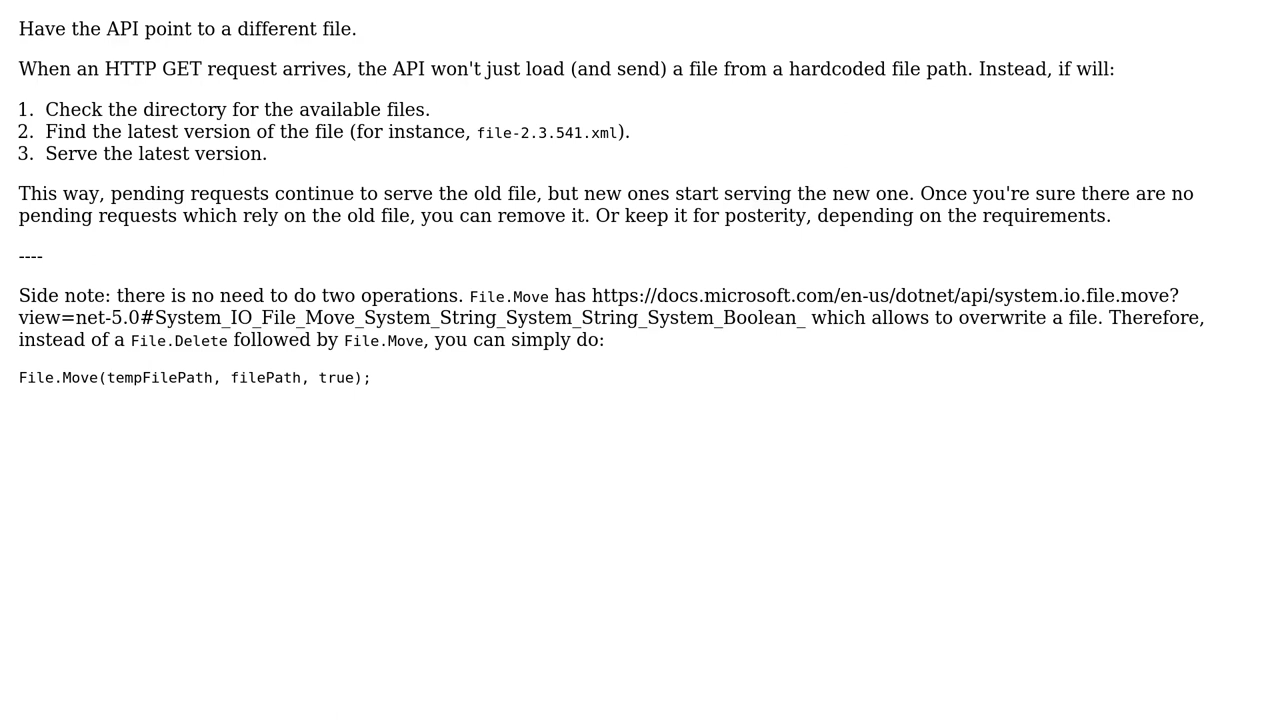 Have the API point to a different file.
When an HTTP GET request arrives, the API won't just load (and send) a file from a hardcoded file path. Instead, if will:
1. Check the directory for the available files.
2. Find the latest version of the file (for instance, file-2.3.541.xml).
3. Serve the latest version.
This way, pending requests continue to serve the old file, but new ones start serving the new one. Once you're sure there are no
pending requests which rely on the old file, you can remove it. Or keep it for posterity, depending on the requirements.
----
Side note: there is no need to do two operations. File.Move has https://docs.microsoft.com/en-us/dotnet/api/system.io.file.move?
view=net-5.0#System_IO_File_Move_System_String_System_String_System_Boolean_ which allows to overwrite a file. Therefore,
instead of a File.Delete followed by File.Move, you can simply do:
File.Move(tempFilePath, filePath, true);